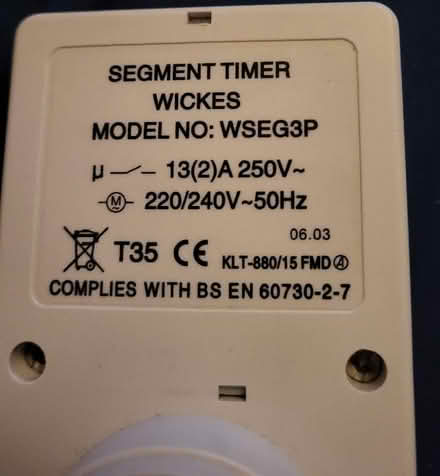 SEGMENT TIMER
WICKES
MODEL NO: WSEG3P
μ 13(2)A 250V~
M 220/240V~50Hz
06.03
T35 CE KLT-880/15 FMD A
COMPLIES WITH BS EN 60730-2-7